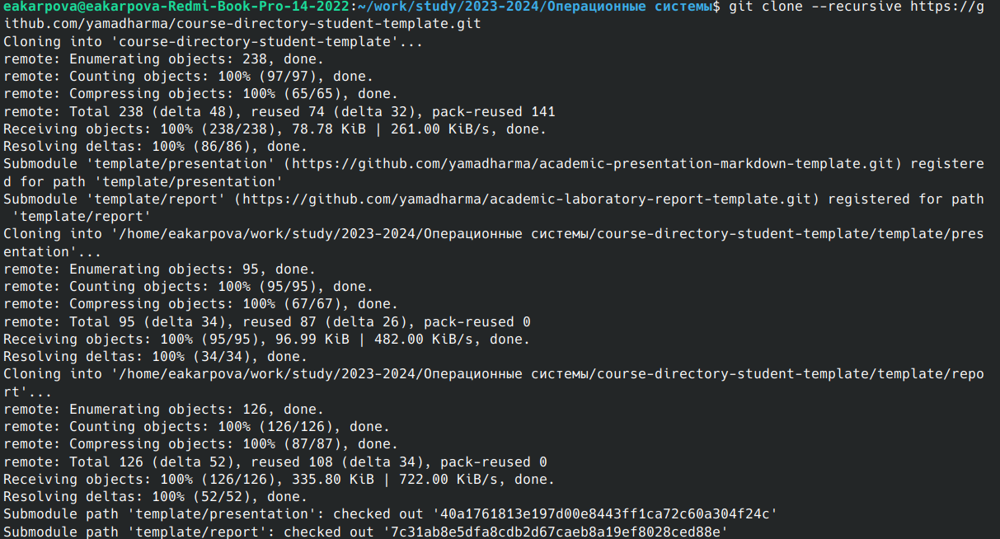 eakarpova@eakarpova-Redmi-Book-Pro-14-2022:~/work/study/2023-2024/Операционные системы$ git clone --recursive https://g
ithub.com/yamadharma/course-directory-student-template.git
Cloning into 'course-directory-student-template'...
remote: Enumerating objects: 238, done.
remote: Counting objects: 100% (97/97), done.
remote: Compressing objects: 100% (65/65), done.
remote: Total 238 (delta 48), reused 74 (delta 32), pack-reused 141
Receiving objects: 100% (238/238), 78.78 KiB | 261.00 KiB/s, done.
Resolving deltas: 100% (86/86), done.
Submodule 'template/presentation' (https://github.com/yamadharma/academic-presentation-markdown-template.git) registere
d for path 'template/presentation'
Submodule 'template/report' (https://github.com/yamadharma/academic-laboratory-report-template.git) registered for path
 'template/report'
Cloning into '/home/eakarpova/work/study/2023-2024/Операционные системы/course-directory-student-template/template/pres
entation'...
remote: Enumerating objects: 95, done.
remote: Counting objects: 100% (95/95), done.
remote: Compressing objects: 100% (67/67), done.
remote: Total 95 (delta 34), reused 87 (delta 26), pack-reused 0
Receiving objects: 100% (95/95), 96.99 KiB | 482.00 KiB/s, done.
Resolving deltas: 100% (34/34), done.
Cloning into '/home/eakarpova/work/study/2023-2024/Операционные системы/course-directory-student-template/template/repo
rt'...
remote: Enumerating objects: 126, done.
remote: Counting objects: 100% (126/126), done.
remote: Compressing objects: 100% (87/87), done.
remote: Total 126 (delta 52), reused 108 (delta 34), pack-reused 0
Receiving objects: 100% (126/126), 335.80 KiB | 722.00 KiB/s, done.
Resolving deltas: 100% (52/52), done.
Submodule path 'template/presentation': checked out '40a1761813e197d00e8443ff1ca72c60a304f24c'
Submodule path 'template/report': checked out '7c31ab8e5dfa8cdb2d67caeb8a19ef8028ced88e'